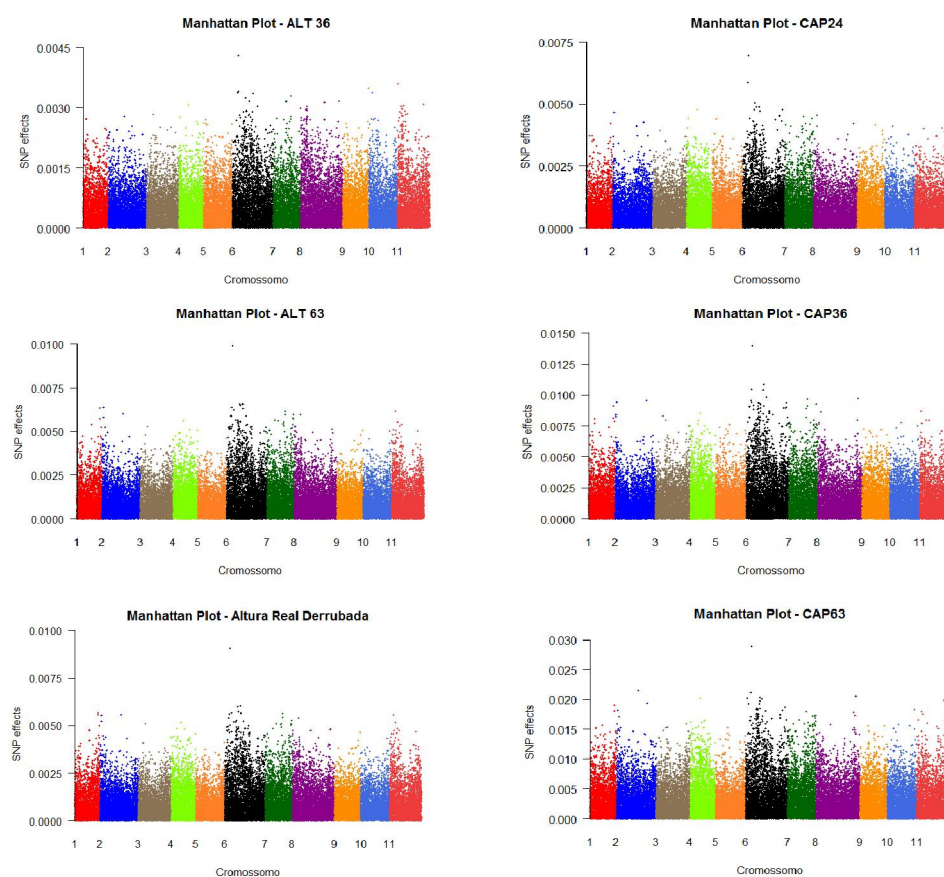 Manhattan Plot - ALT 36
SNP effects
0.0045
0.0030
0.0015
0.0000
1 2 3 4 5 6 7 8 9 10 11
Cromossomo
Manhattan Plot - CAP24
SNP effects
0.0075
0.0050
0.0025
0.0000
1 2 3 4 5 6 7 8 9 10 11
Cromossomo
Manhattan Plot - ALT 63
SNP effects
0.0100
0.0075
0.0050
0.0025
0.0000
1 2 3 4 5 6 7 8 9 10 11
Cromossomo
Manhattan Plot - CAP36
SNP effects
0.0150
0.0125
0.0100
0.0075
0.0050
0.0025
0.0000
1 2 3 4 5 6 7 8 9 10 11
Cromossomo
Manhattan Plot - Altura Real Derrubada
SNP effects
0.0100
0.0075
0.0050
0.0025
0.0000
1 2 3 4 5 6 7 8 9 10 11
Cromossomo
Manhattan Plot - CAP63
SNP effects
0.030
0.025
0.020
0.015
0.010
0.005
0.000
1 2 3 4 5 6 7 8 9 10 11
Cromossomo